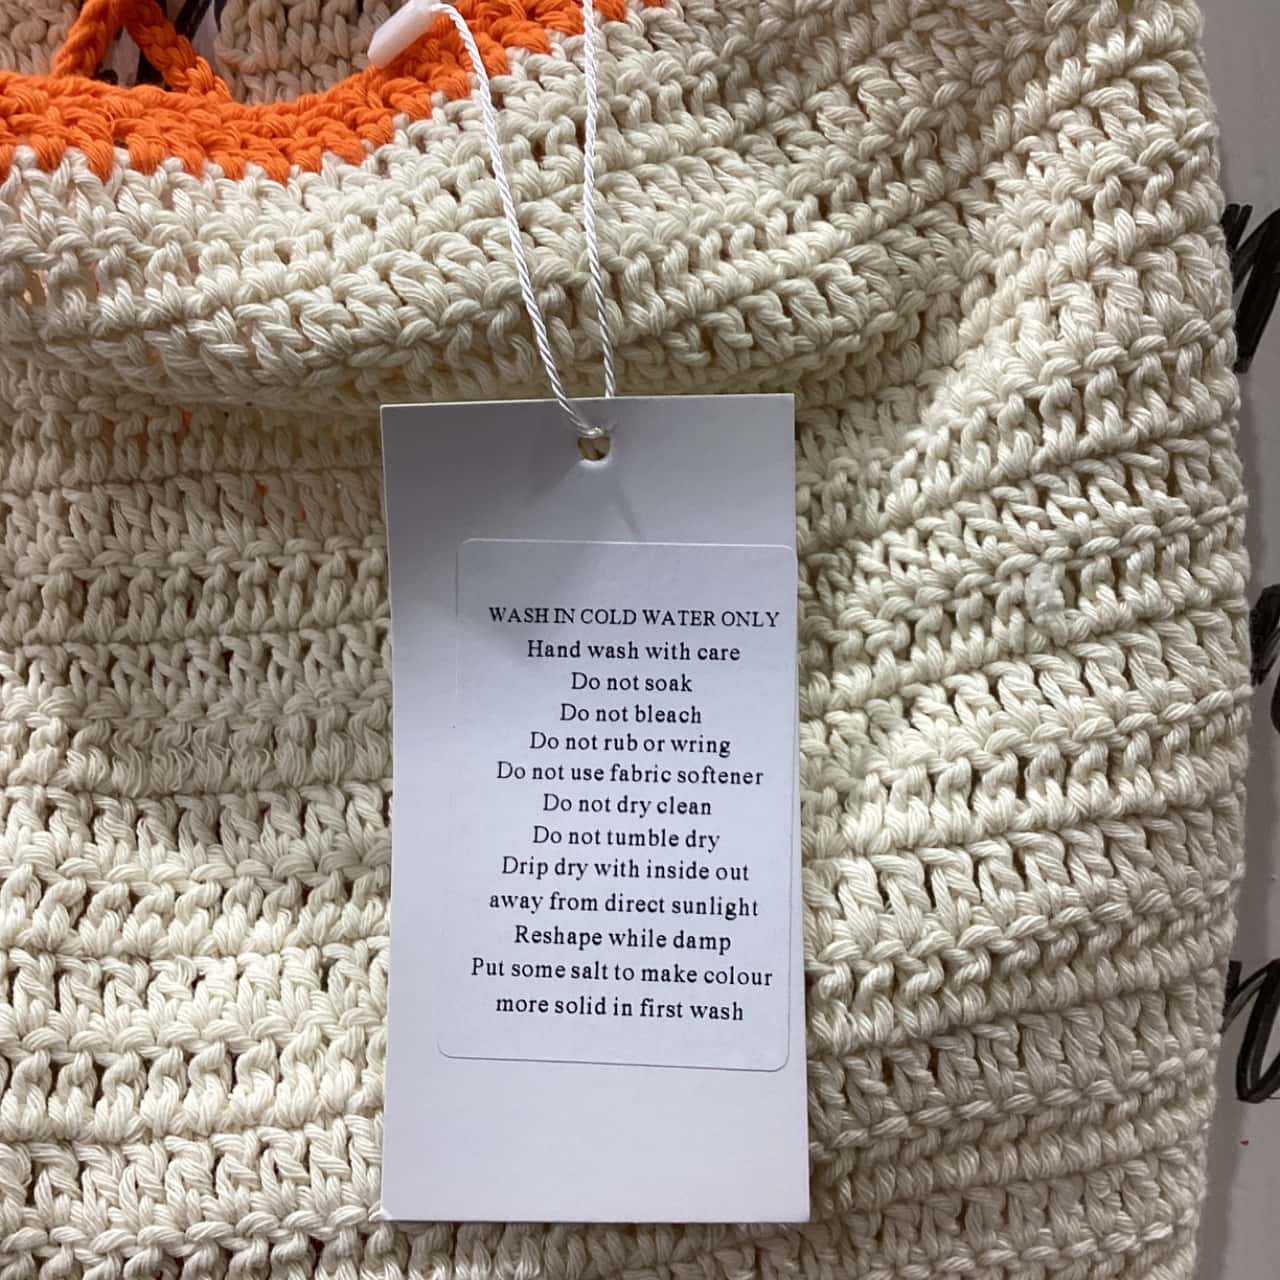 WASH IN COLD WATER ONLY
Hand wash with care
Do not soak
Do not bleach
Do not rub or wring
Do not use fabric softener
Do not dry clean
Do not tumble dry
Drip dry with inside out
away from direct sunlight
Reshape while damp
Put some salt to make colour
more solid in first wash